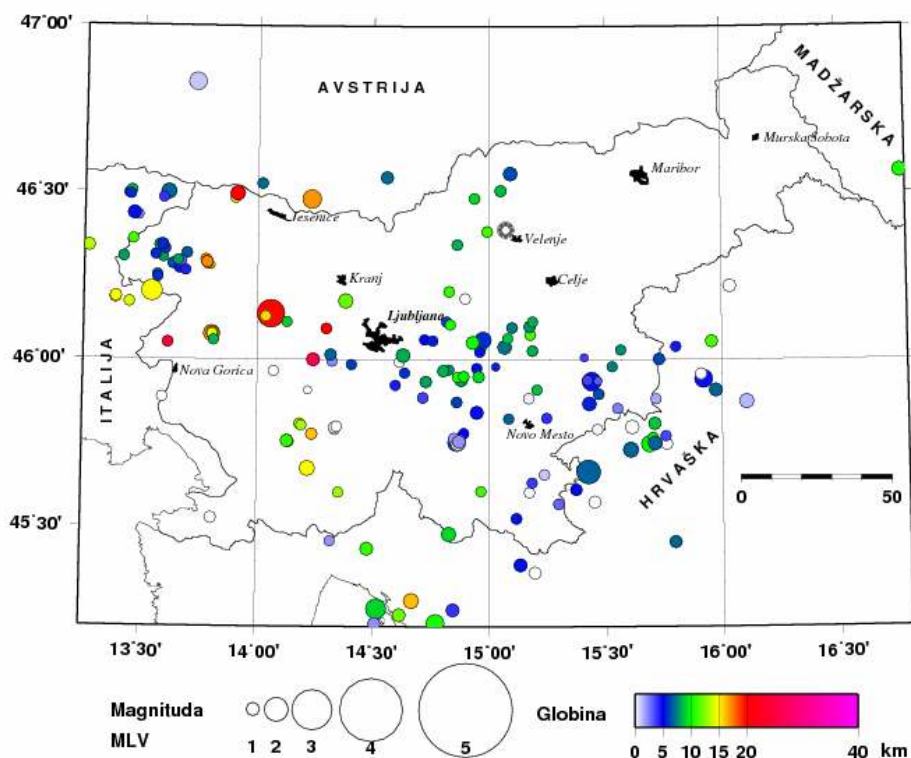 47°00'
46°30'
46°00'
45°30'
AVSTRIJA
MADŽARSKA
Murska Sobota
Maribor
Jesenice
Velenje
Kranj
Celje
Ljubljana
ITALIJA
Nova Gorica
Novo Mesto
HRVAŠKA
0 50
13°30' 14°00' 14°30' 15°00' 15°30' 16°00' 16°30'
Magnituda
MLV
1 2 3 4 5
Globina
0 5 10 15 20 40 km